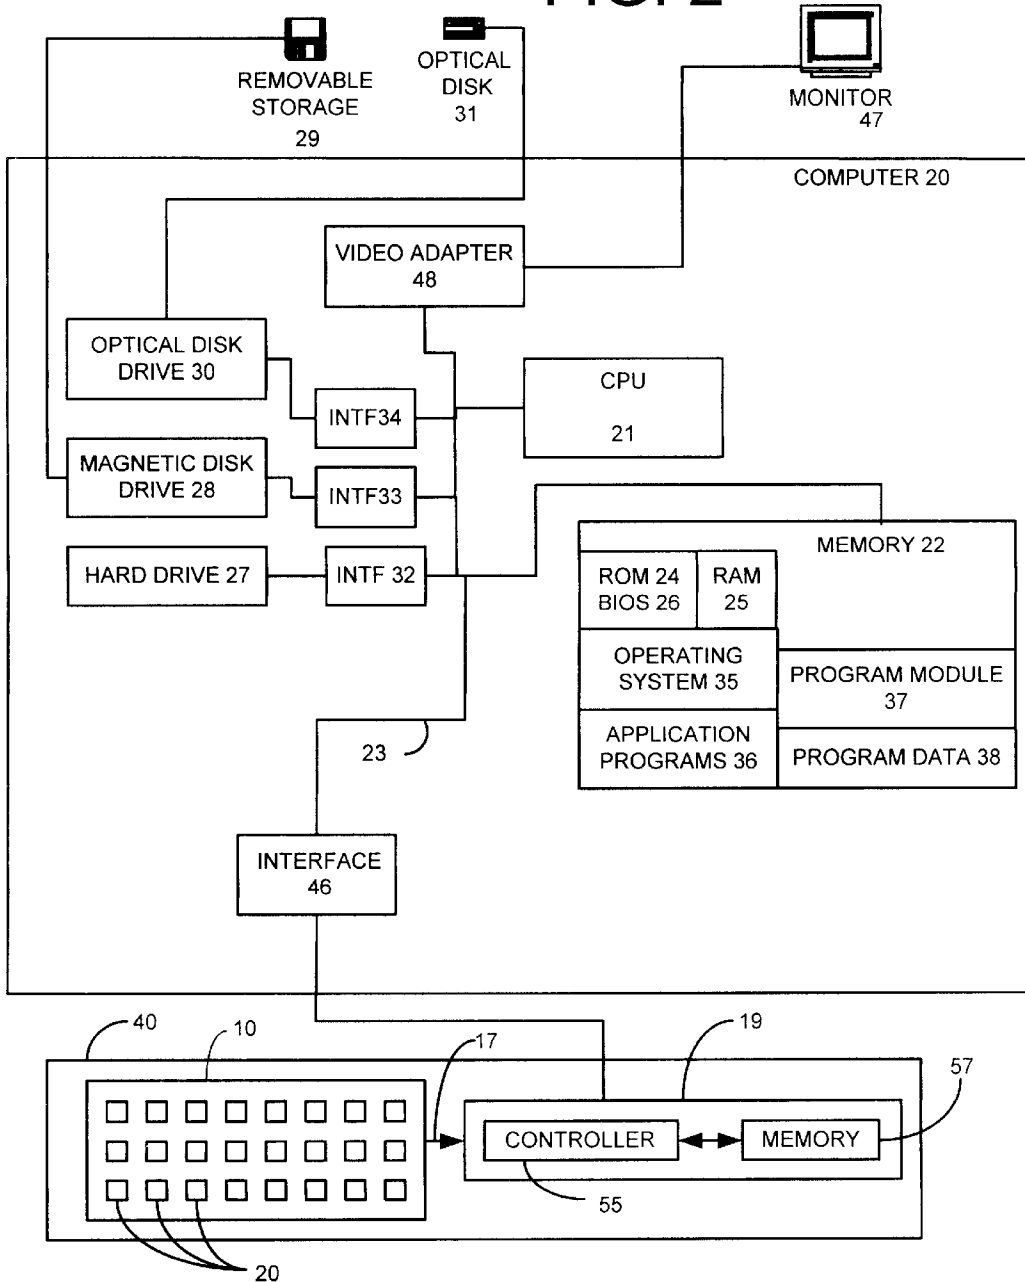 REMOVABLE
STORAGE
29
OPTICAL
DISK
31
MONITOR
47
COMPUTER 20
VIDEO ADAPTER
48
OPTICAL DISK
DRIVE 30
INTF34
CPU
21
MAGNETIC DISK
DRIVE 28
INTF33
HARD DRIVE 27
INTF 32
MEMORY 22
ROM 24
BIOS 26
RAM
25
OPERATING
SYSTEM 35
PROGRAM MODULE
37
APPLICATION
PROGRAMS 36
PROGRAM DATA 38
23
INTERFACE
46
40
10
17
19
57
CONTROLLER
MEMORY
55
20